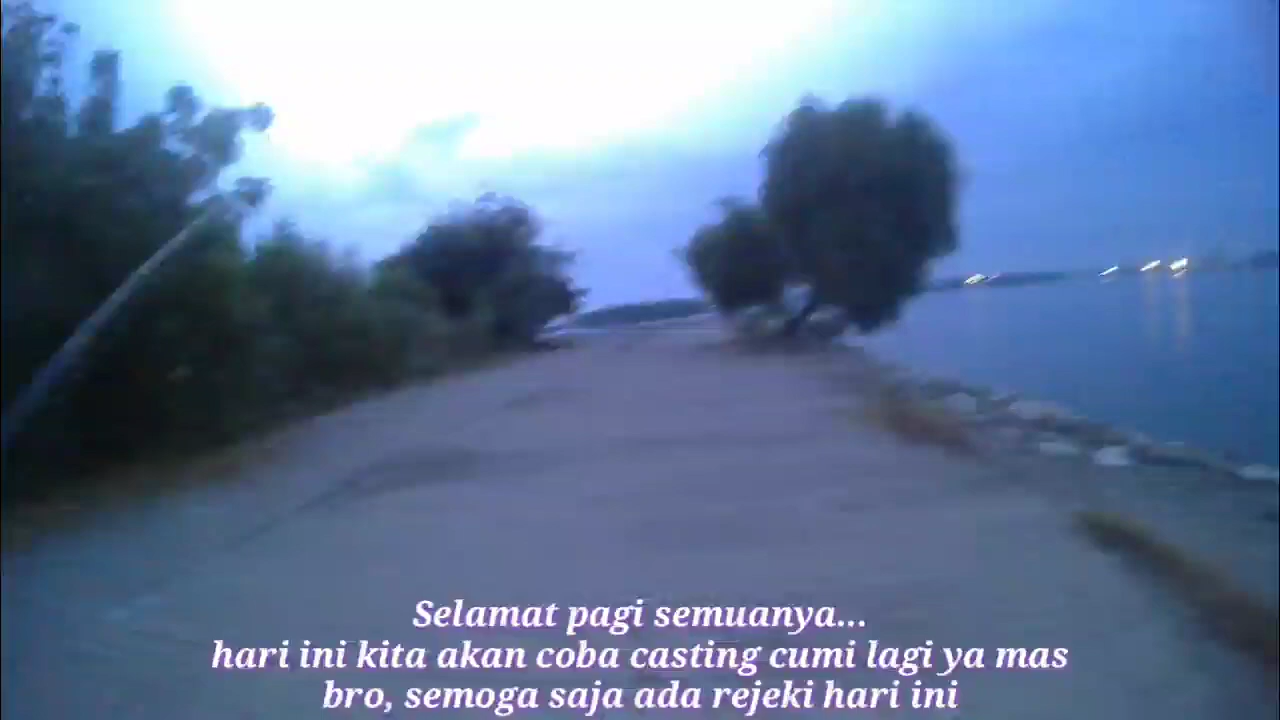 Selamat pagi semuanya...
hari ini kita akan coba casting cumi lagi ya mas
bro, semoga saja ada rejeki hari ini